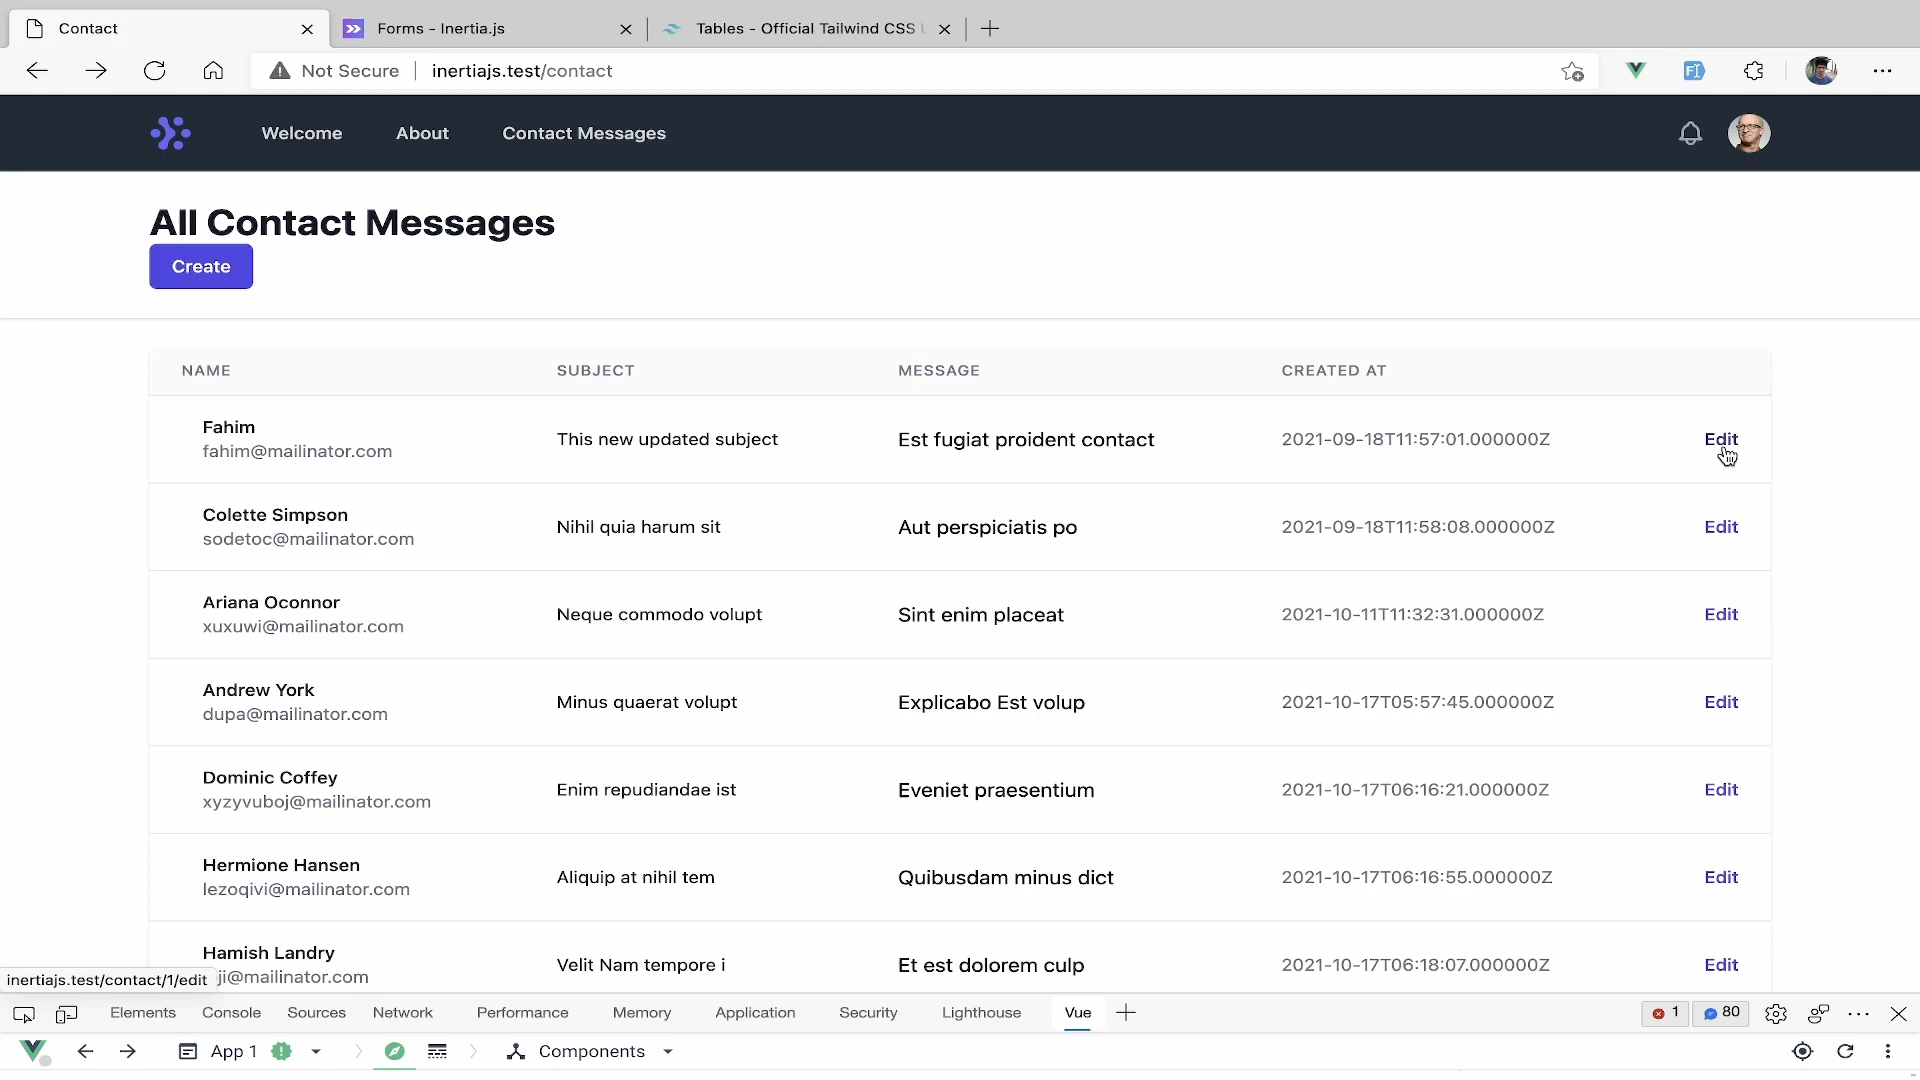 Contact
Forms - Inertia.js
Tables - Official Tailwind CSS
Not Secure
inertiajs.test/contact
Welcome
About
Contact Messages
All Contact Messages
Create
NAME SUBJECT MESSAGE CREATED AT
Fahim
fahim@mailinator.com
This new updated subject
Est fugiat proident contact
2021-09-18T11:57:01.000000Z
Edit
Colette Simpson
sodetoc@mailinator.com
Nihil quia harum sit
Aut perspiciatis po
2021-09-18T11:58:08.000000Z
Edit
Ariana Oconnor
xuxuwi@mailinator.com
Neque commodo volupt
Sint enim placeat
2021-10-11T11:32:31.000000Z
Edit
Andrew York
dupa@mailinator.com
Minus quaerat volupt
Explicabo Est volup
2021-10-17T05:57:45.000000Z
Edit
Dominic Coffey
xyzyvuboj@mailinator.com
Enim repudiandae ist
Eveniet praesentium
2021-10-17T06:16:21.000000Z
Edit
Hermione Hansen
lezoqivi@mailinator.com
Aliquip at nihil tem
Quibusdam minus dict
2021-10-17T06:16:55.000000Z
Edit
Hamish Landry
ji@mailinator.com
Velit Nam tempore i
Et est dolorem culp
2021-10-17T06:18:07.000000Z
Edit
inertiajs.test/contact/1/edit
Elements Console Sources Network Performance Memory Application Security Lighthouse Vue
1 80
App 1
Components